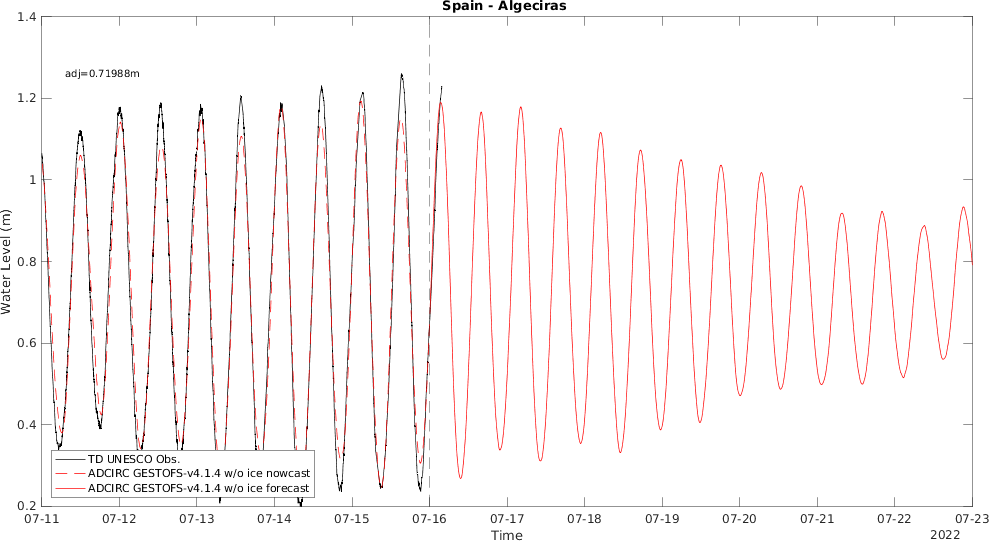 Spain - Algeciras
1.4
adj=0.71988m
1.2
1
0.8
Water Level (m)
0.6
0.4
TD UNESCO Obs.
ADCIRC GESTOFS-v4.1.4 w/o ice nowcast
ADCIRC GESTOFS-v4.1.4 w/o ice forecast
0.2
07-11 07-12 07-13 07-14 07-15 07-16 07-17 07-18 07-19 07-20 07-21 07-22 07-23
Time
2022